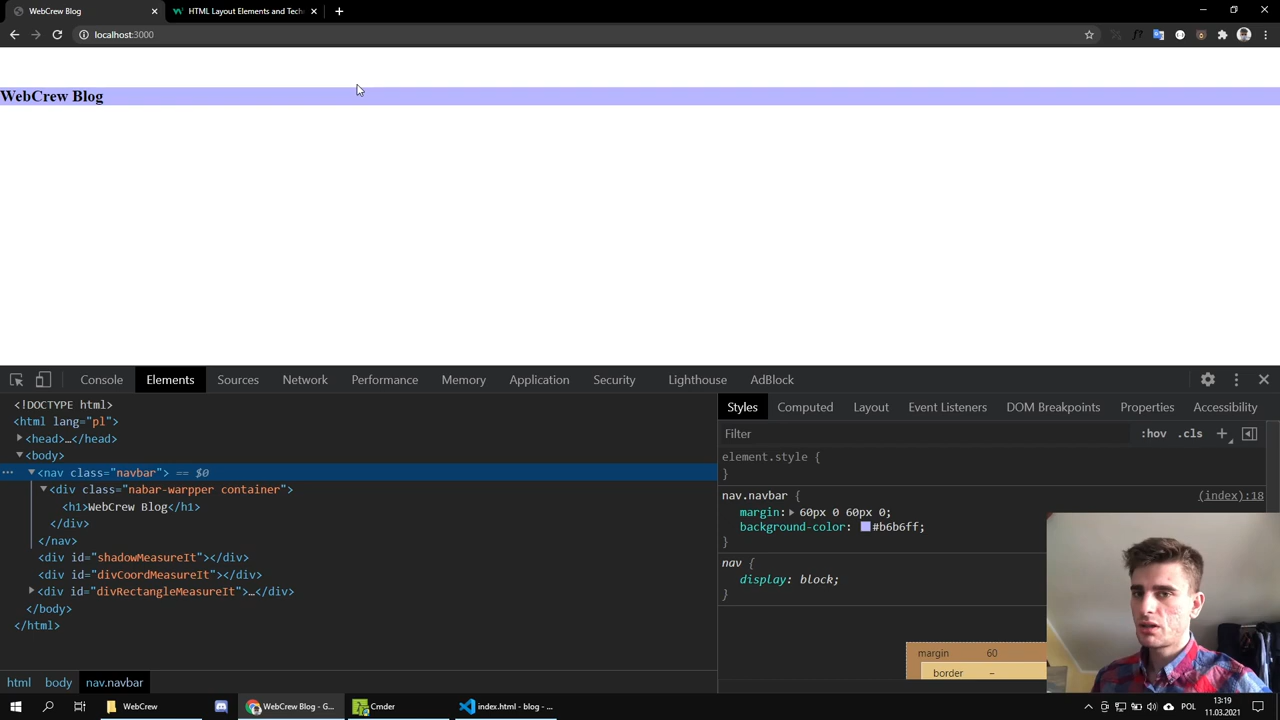 WebCrew Blog
HTML Layout Elements and Tech
localhost:3000
WebCrew Blog
Console
Elements
Sources
Network
Performance
Memory
Application
Security
Lighthouse
AdBlock
<!DOCTYPE html>
<html lang="pl">
<head>…</head>
<body>
<nav class="navbar"> == $0
<div class="nabar-warpper container">
<h1>WebCrew Blog</h1>
</div>
</nav>
<div id="shadowMeasureIt"></div>
<div id="divCoordMeasureIt"></div>
<div id="divRectangleMeasureIt">…</div>
</body>
</html>
html
body
nav.navbar
Styles
Computed
Layout
Event Listeners
DOM Breakpoints
Properties
Accessibility
Filter
:hov
.cls
element.style {
}
nav.navbar {
(index):18
margin: 60px 0 60px 0;
background-color: #b6b6ff;
}
nav {
display: block;
}
margin
60
border
–
WebCrew
WebCrew Blog - G...
Cmder
index.html - blog - ...
POL
13:19
11.03.2021